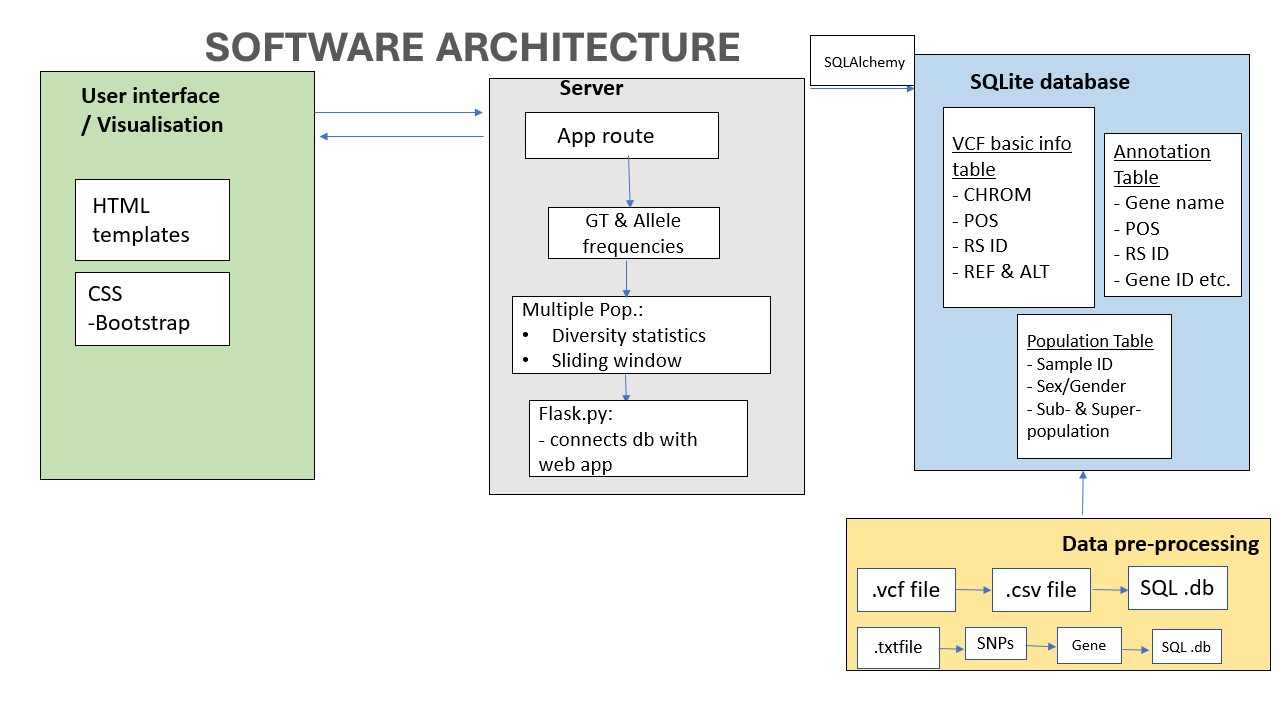 SOFTWARE ARCHITECTURE
User interface
/ Visualisation
HTML
templates
CSS
-Bootstrap
Server
App route
GT & Allele
frequencies
Multiple Pop.:
• Diversity statistics
• Sliding window
Flask.py:
- connects db with
web app
SQLAlchemy
SQLite database
VCF basic info
table
- CHROM
- POS
- RS ID
- REF & ALT
Annotation
Table
- Gene name
- POS
- RS ID
- Gene ID etc.
Population Table
- Sample ID
- Sex/Gender
- Sub- & Super-
population
Data pre-processing
.vcf file
.csv file
SQL .db
.txtfile
SNPs
Gene
SQL .db